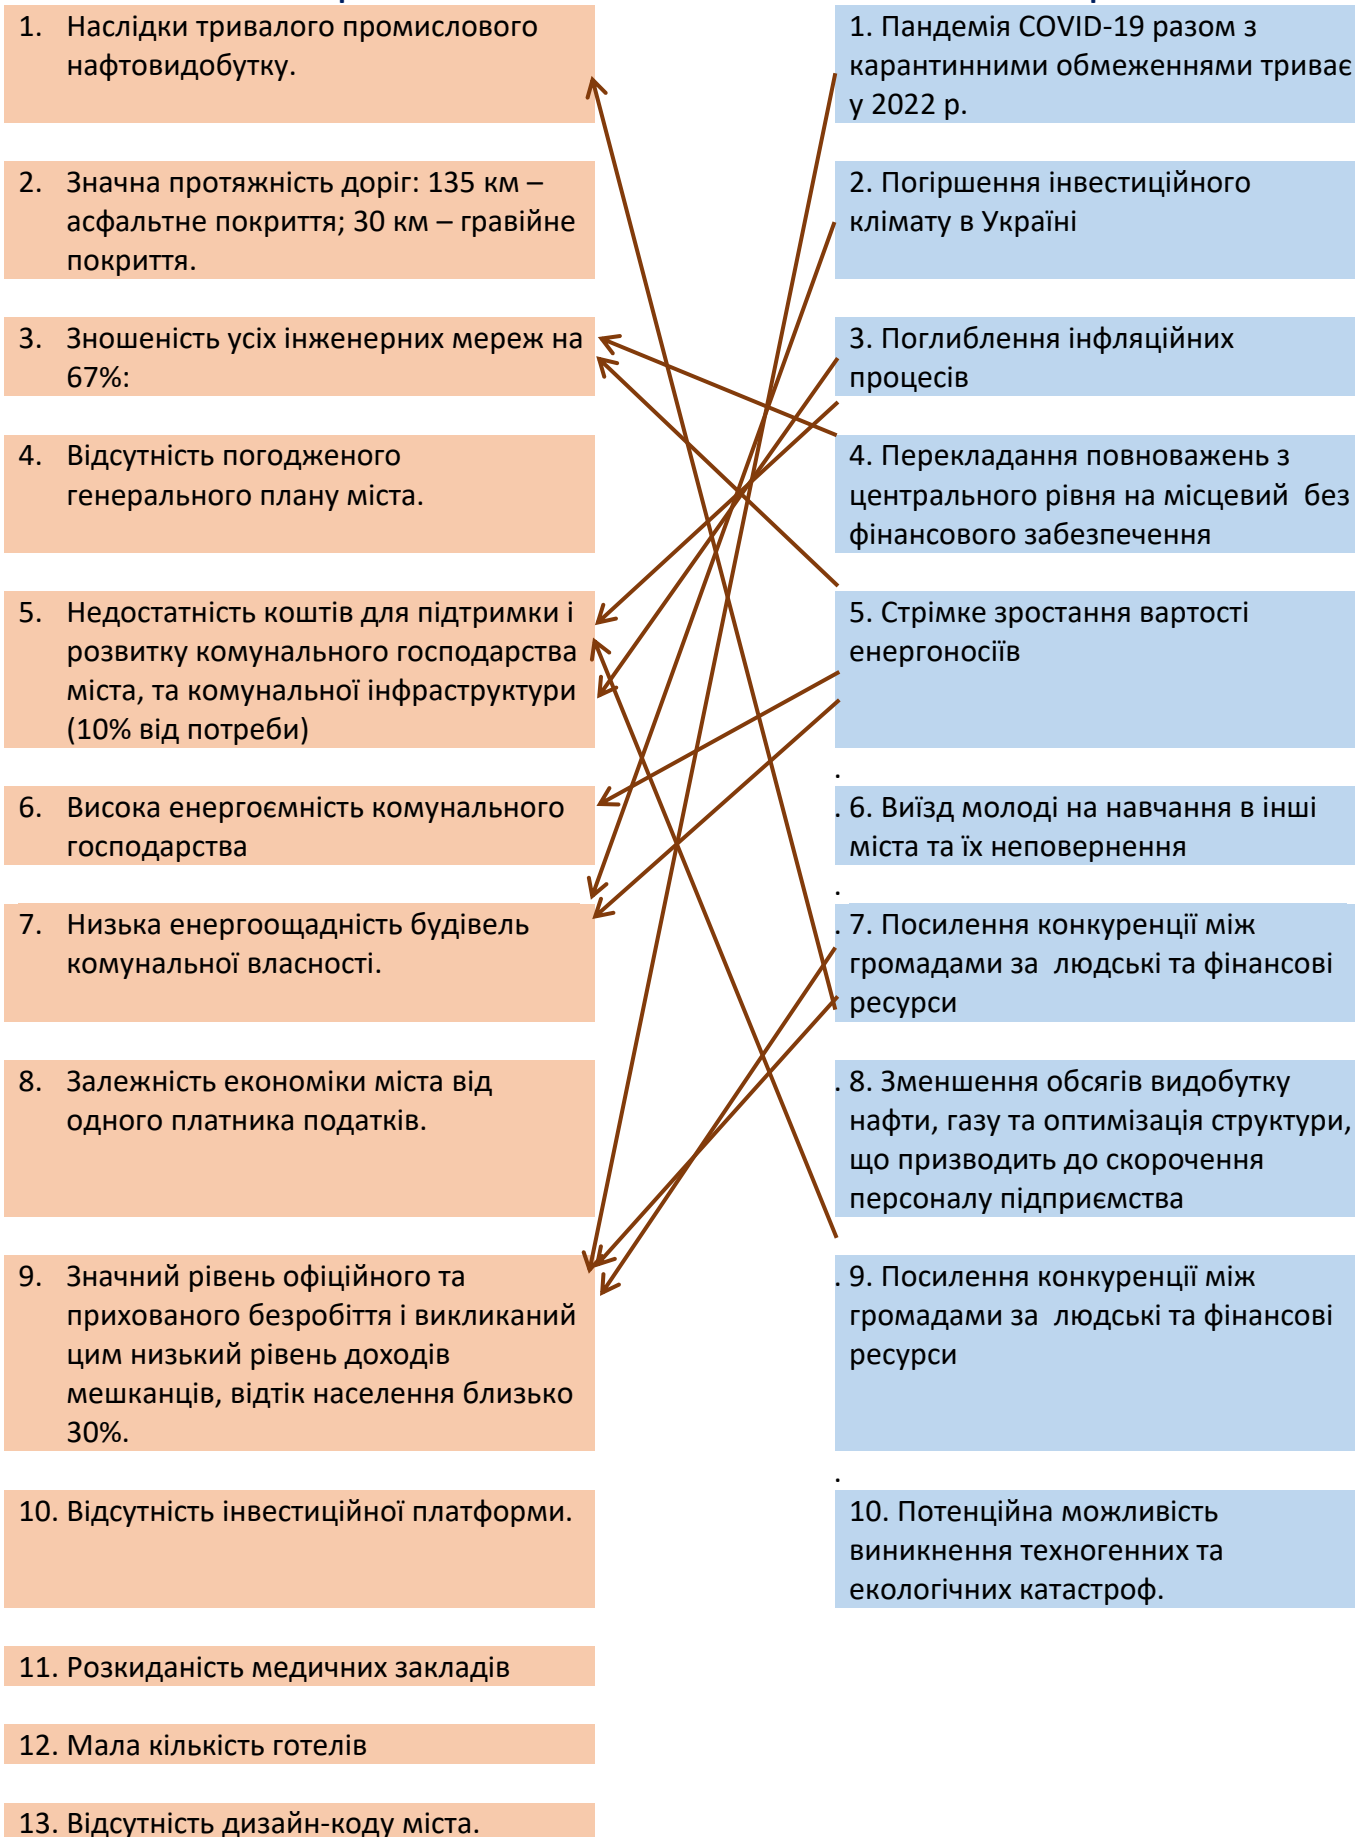 1. Наслідки тривалого промислового
нафтовидобутку.
2. Значна протяжність доріг: 135 км –
асфальтне покриття; 30 км – гравійне
покриття.
3. Зношеність усіх інженерних мереж на
67%:
4. Відсутність погодженого
генерального плану міста.
5. Недостатність коштів для підтримки і
розвитку комунального господарства
міста, та комунальної інфраструктури
(10% від потреби)
6. Висока енергоємність комунального
господарства
7. Низька енергоощадність будівель
комунальної власності.
8. Залежність економіки міста від
одного платника податків.
9. Значний рівень офіційного та
прихованого безробіття і викликаний
цим низький рівень доходів
мешканців, відтік населення близько
30%.
10. Відсутність інвестиційної платформи.
11. Розкиданість медичних закладів
12. Мала кількість готелів
13. Відсутність дизайн-коду міста.
1. Пандемія COVID-19 разом з
карантинними обмеженнями триває
у 2022 р.
2. Погіршення інвестиційного
клімату в Україні
3. Поглиблення інфляційних
процесів
4. Перекладання повноважень з
центрального рівня на місцевий без
фінансового забезпечення
5. Стрімке зростання вартості
енергоносіїв
.
. 6. Виїзд молоді на навчання в інші
міста та їх неповернення
.
. 7. Посилення конкуренції між
громадами за людські та фінансові
ресурси
. 8. Зменшення обсягів видобутку
нафти, газу та оптимізація структури,
що призводить до скорочення
персоналу підприємства
. 9. Посилення конкуренції між
громадами за людські та фінансові
ресурси
.
10. Потенційна можливість
виникнення техногенних та
екологічних катастроф.